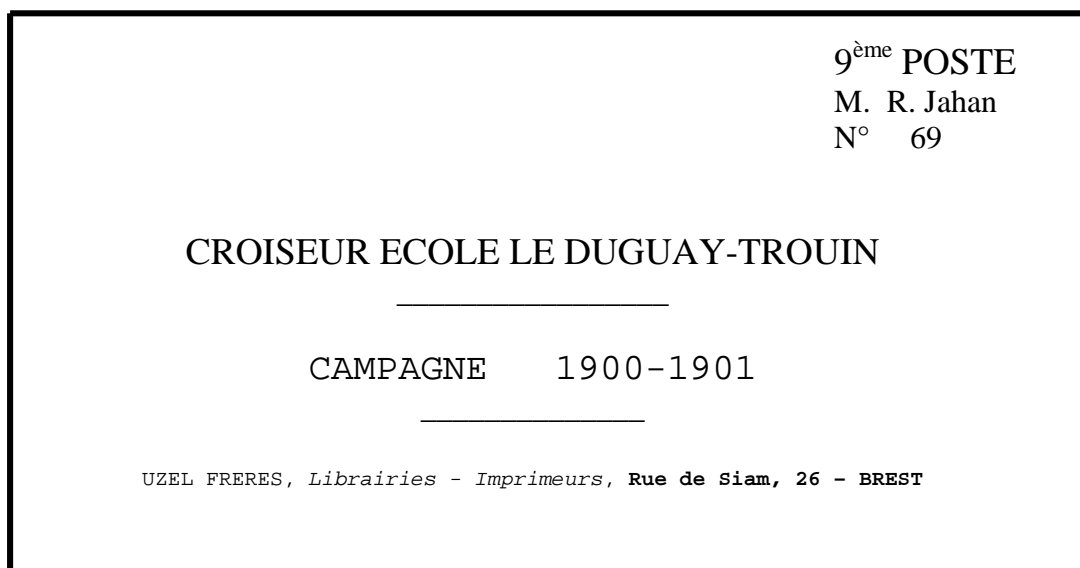 9ème POSTE
M. R. Jahan
N° 69
CROISEUR ECOLE LE DUGUAY-TROUIN
CAMPAGNE 1900-1901
UZEL FRERES, Librairies - Imprimeurs, Rue de Siam, 26 – BREST